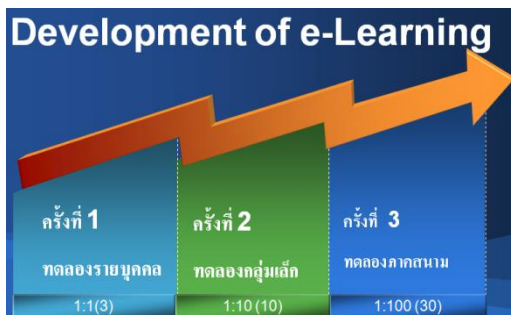 Development of e-Learning
ครั้งที่ 1
ทดลองรายบุคคล
1:1(3)
ครั้งที่ 2
ทดลองกลุ่มเล็ก
1:10 (10)
ครั้งที่ 3
ทดลองภาคสนาม
1:100 (30)